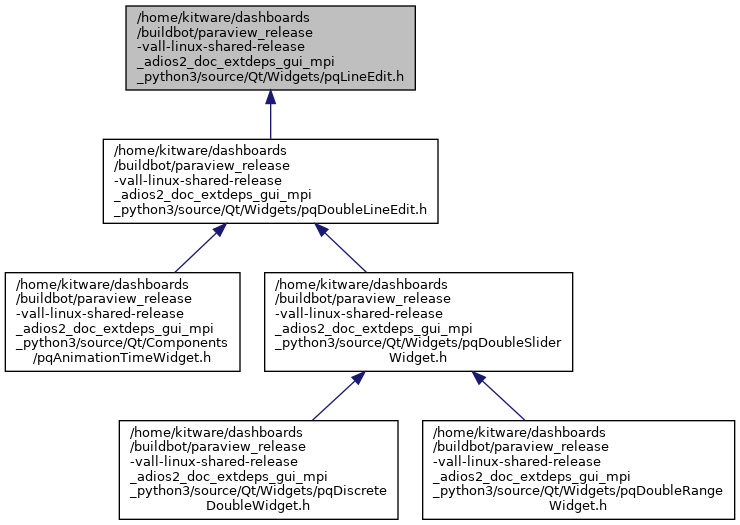 /home/kitware/dashboards
/buildbot/paraview_release
-vall-linux-shared-release
_adios2_doc_extdeps_gui_mpi
_python3/source/Qt/Widgets/pqLineEdit.h
/home/kitware/dashboards
/buildbot/paraview_release
-vall-linux-shared-release
_adios2_doc_extdeps_gui_mpi
_python3/source/Qt/Widgets/pqDoubleLineEdit.h
/home/kitware/dashboards
/buildbot/paraview_release
-vall-linux-shared-release
_adios2_doc_extdeps_gui_mpi
_python3/source/Qt/Components
/pqAnimationTimeWidget.h
/home/kitware/dashboards
/buildbot/paraview_release
-vall-linux-shared-release
_adios2_doc_extdeps_gui_mpi
_python3/source/Qt/Widgets/pqDoubleSlider
Widget.h
/home/kitware/dashboards
/buildbot/paraview_release
-vall-linux-shared-release
_adios2_doc_extdeps_gui_mpi
_python3/source/Qt/Widgets/pqDiscrete
DoubleWidget.h
/home/kitware/dashboards
/buildbot/paraview_release
-vall-linux-shared-release
_adios2_doc_extdeps_gui_mpi
_python3/source/Qt/Widgets/pqDoubleRange
Widget.h